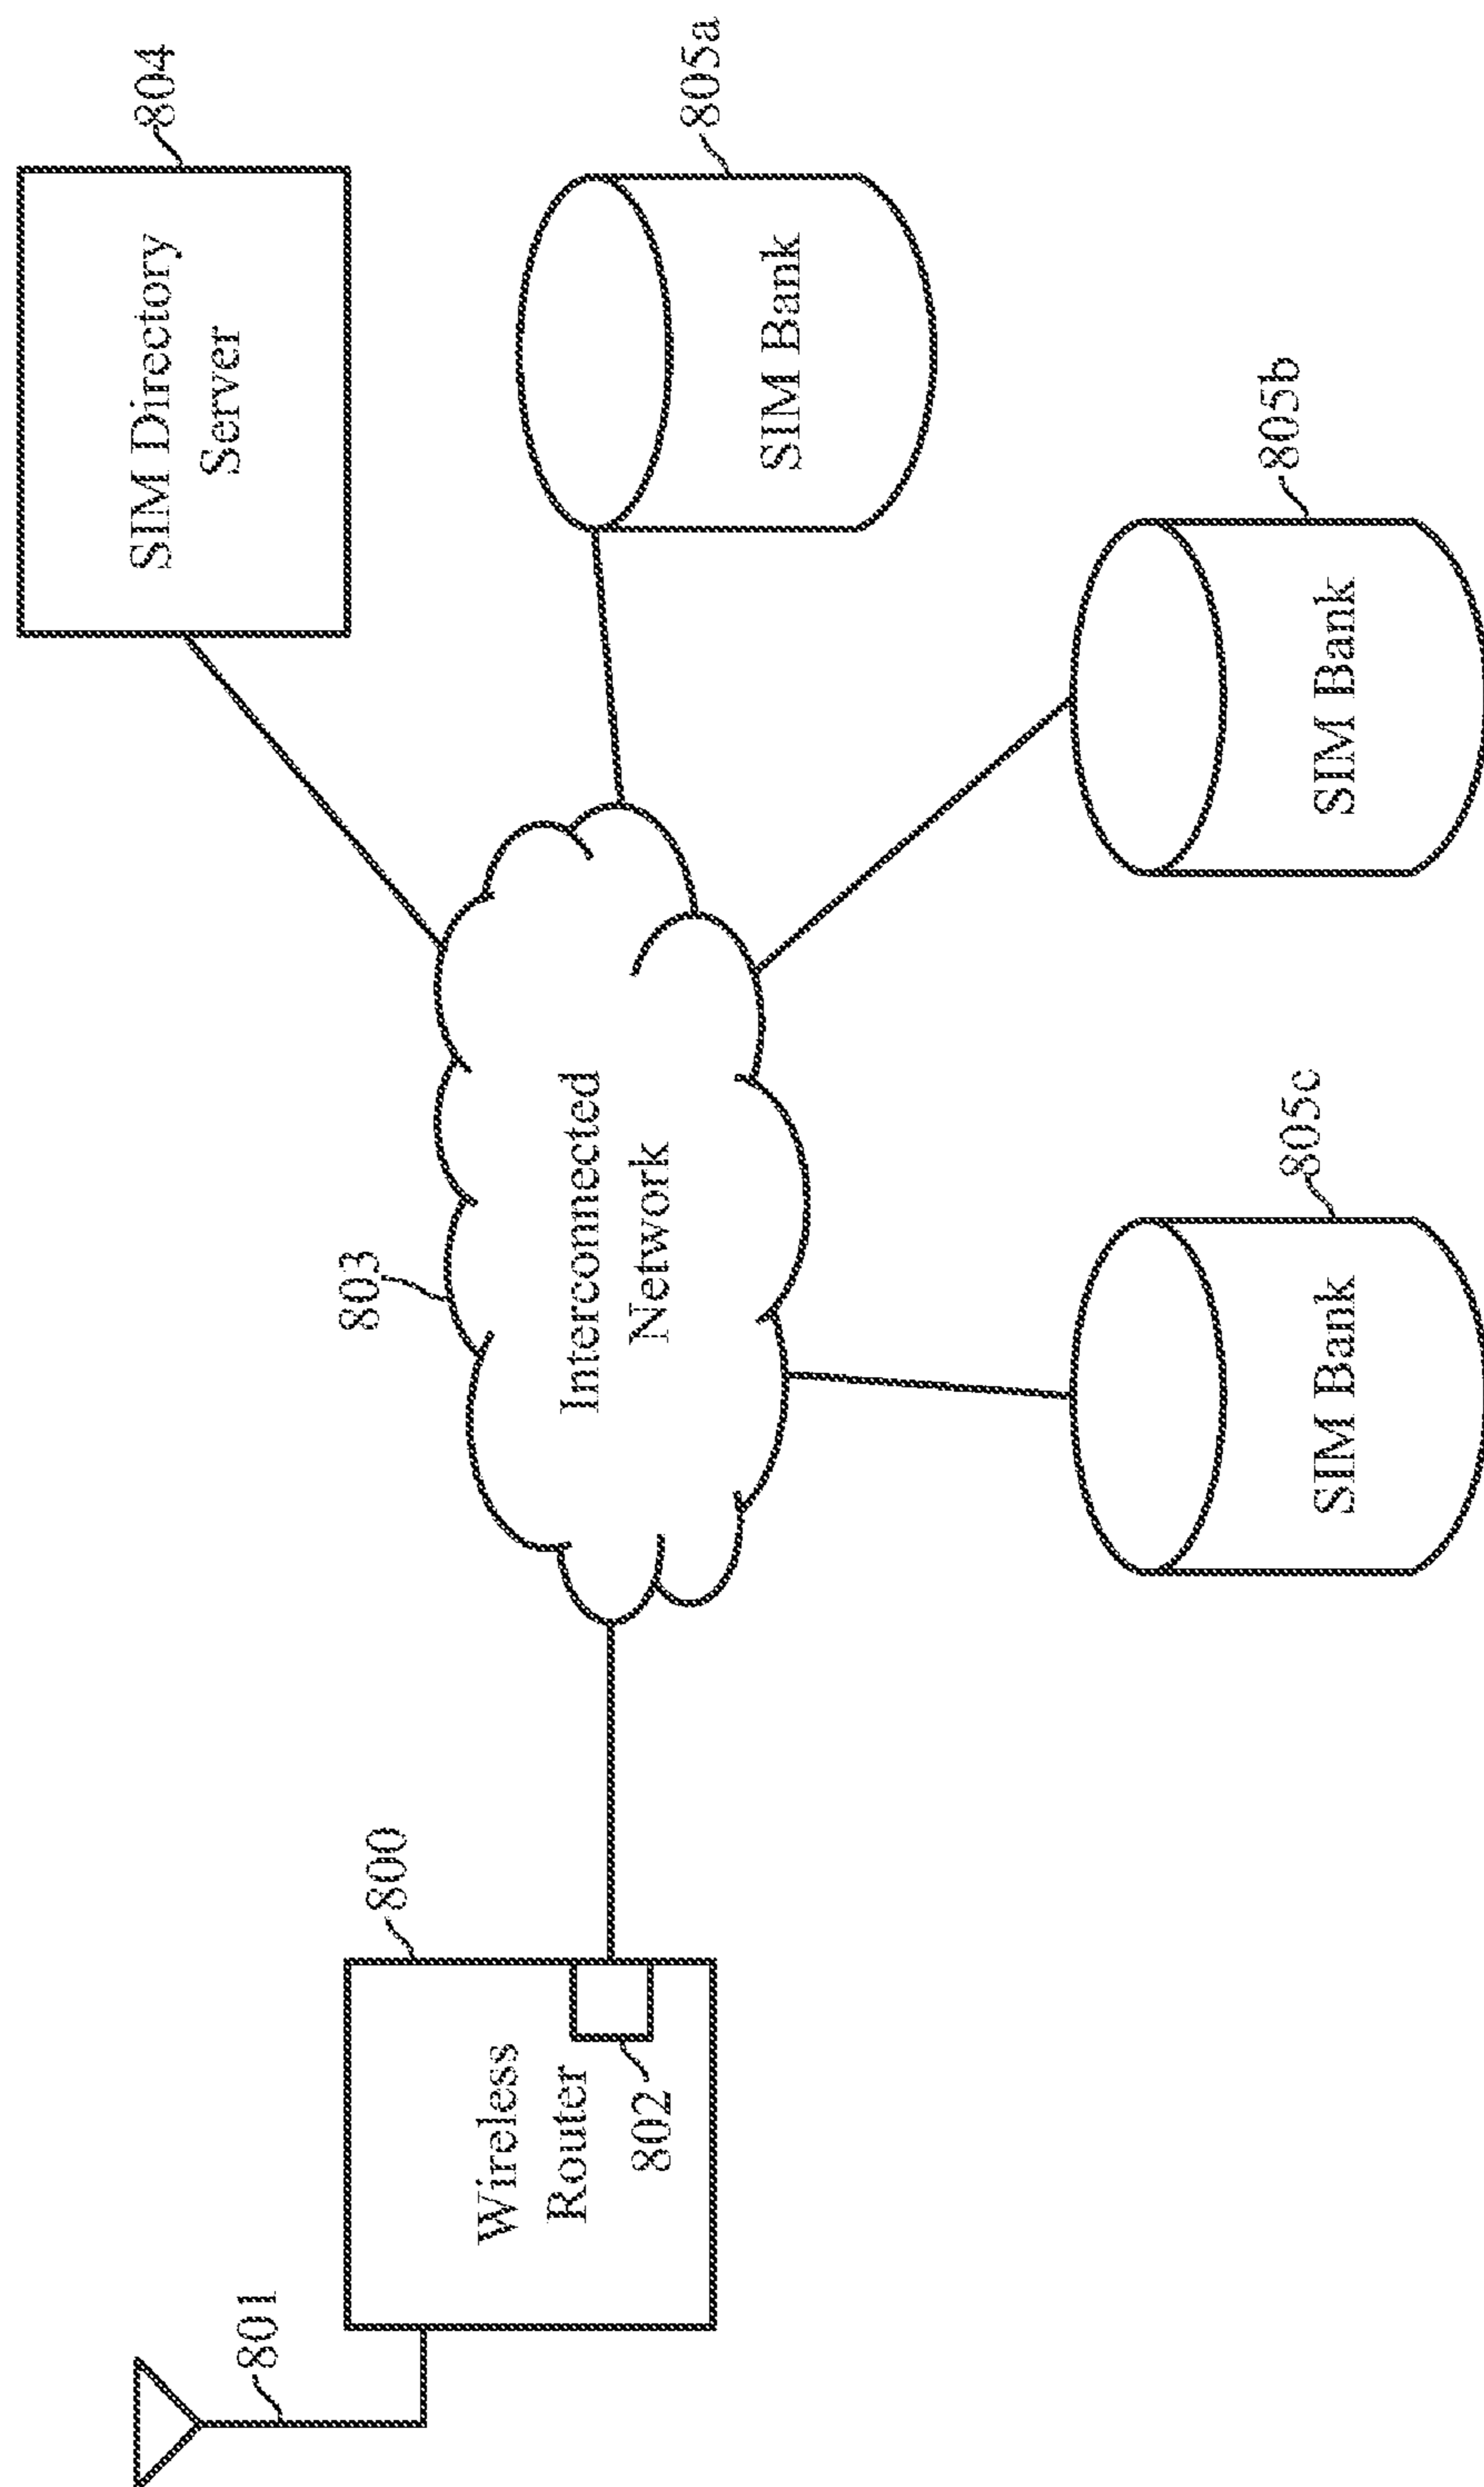 801
Wireless
Router
802
800
803
Interconnected
Network
SIM Directory
Server
804
SIM Bank
805a
SIM Bank
805b
SIM Bank
805c